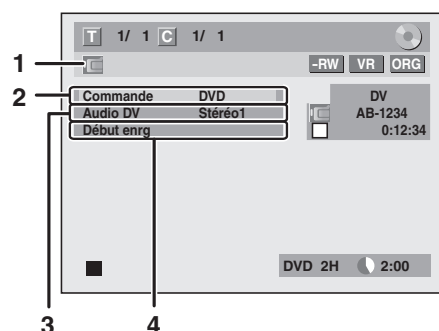 T 1/ 1 C 1/ 1
1
-RW VR ORG
2
Commande DVD
Audio DV Stéréo1
Début enrg
DV
AB-1234
0:12:34
DVD 2H 2:00
3 4